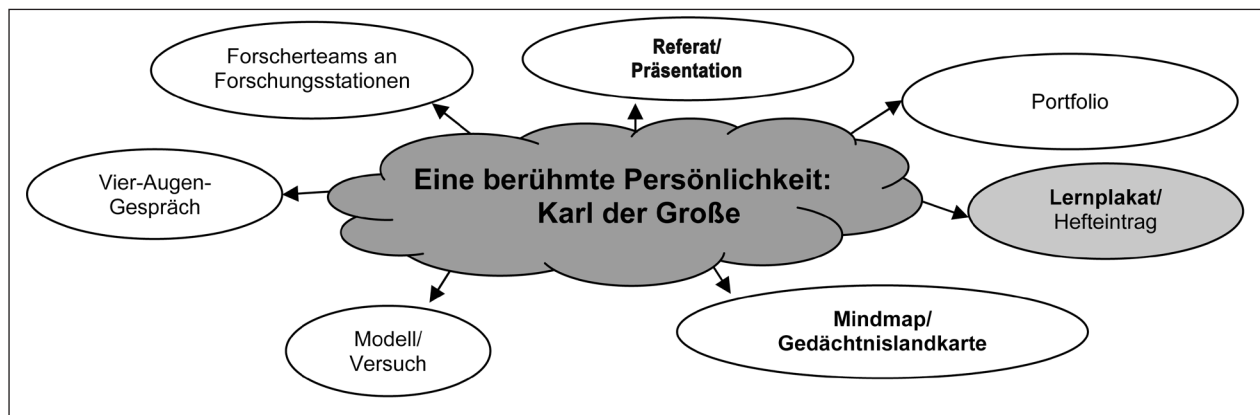 Forscherteams an
Forschungsstationen
Referat/
Präsentation
Portfolio
Vier-Augen-
Gespräch
Eine berühmte Persönlichkeit:
Karl der Große
Lernplakat/
Hefteintrag
Modell/
Versuch
Mindmap/
Gedächtnislandkarte